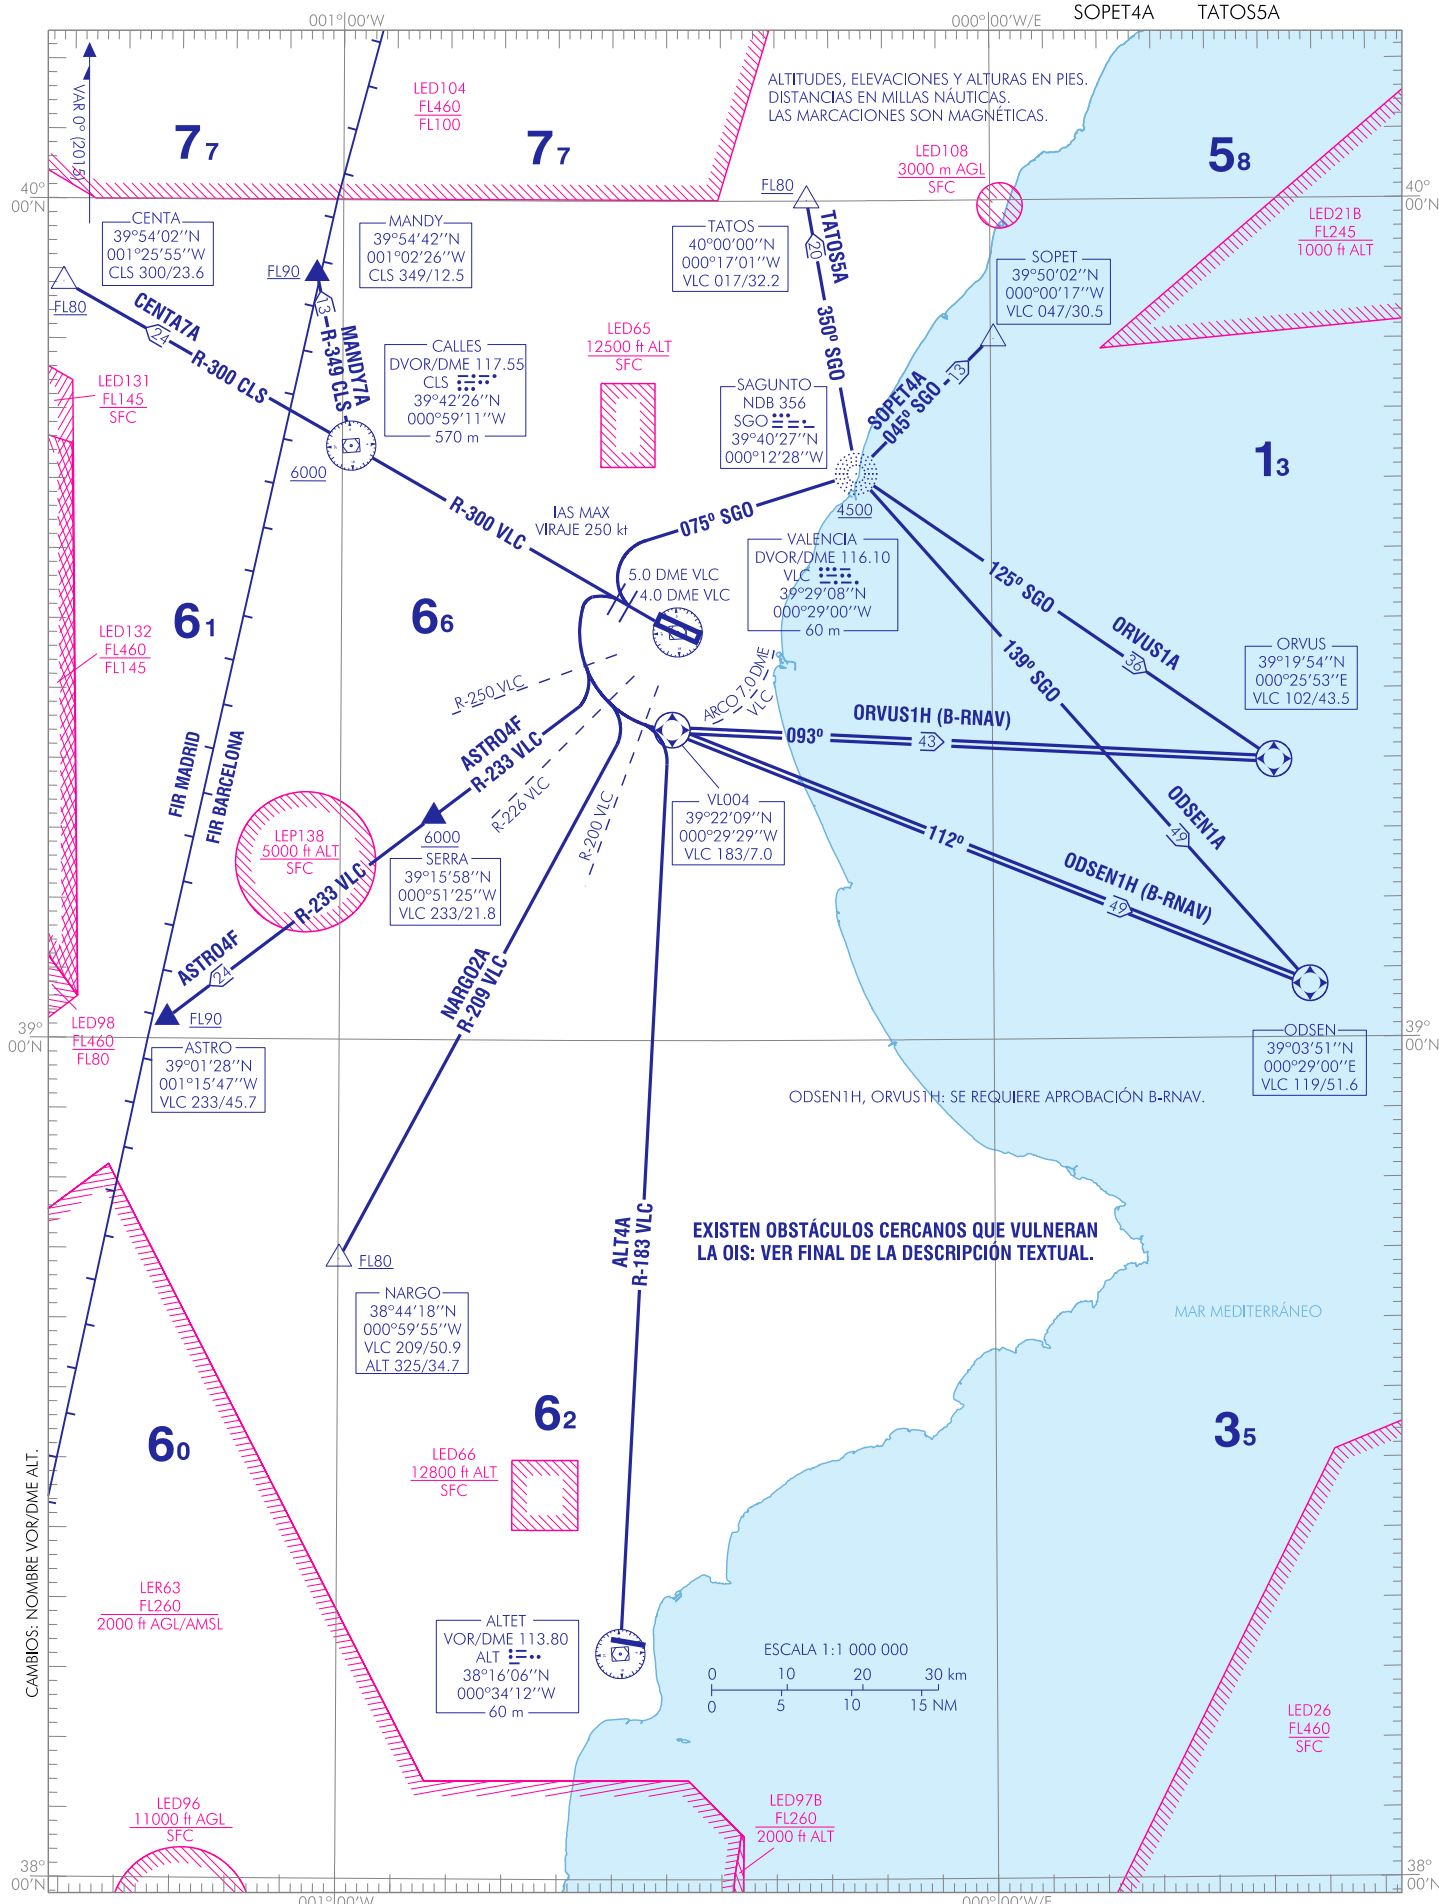 SOPET4A TATOS5A
001°00'W
000°00'W/E
VAR 0° (2015)
LED104
FL460
FL100
ALTITUDES, ELEVACIONES Y ALTURAS EN PIES.
DISTANCIAS EN MILLAS NÁUTICAS.
LAS MARCACIONES SON MAGNÉTICAS.
77
77
58
LED108
3000 m AGL
SFC
40°
00'N
40°
00'N
FL80
CENTA
39°54'02''N
001°25'55''W
CLS 300/23.6
MANDY
39°54'42''N
001°02'26''W
CLS 349/12.5
TATOS
40°00'00''N
000°17'01''W
VLC 017/32.2
TATOS5A
20
350° SGO
LED21B
FL245
1000 ft ALT
SOPET
39°50'02''N
000°00'17''W
VLC 047/30.5
FL90
FL80
CENTA7A
24
R-300 CLS
13
MANDY7A
R-349 CLS
CALLES
DVOR/DME 117.55
CLS
39°42'26''N
000°59'11''W
570 m
LED65
12500 ft ALT
SFC
SAGUNTO
NDB 356
SGO
39°40'27''N
000°12'28''W
SOPET4A
045° SGO
13
LED131
FL145
SFC
6000
13
R-300 VLC
IAS MAX
VIRAJE 250 kt
075° SGO
4500
VALENCIA
DVOR/DME 116.10
VLC
39°29'08''N
000°29'00''W
60 m
5.0 DME VLC
4.0 DME VLC
125° SGO
ORVUS1A
36
139° SGO
61
66
LED132
FL460
FL145
ORVUS
39°19'54''N
000°25'53''E
VLC 102/43.5
R-250 VLC
ARCO 7.0 DME
VLC
ORVUS1H (B-RNAV)
093°
43
ASTRO4F
R-233 VLC
R-226 VLC
R-200 VLC
FIR MADRID
FIR BARCELONA
VL004
39°22'09''N
000°29'29''W
VLC 183/7.0
112°
ODSEN1A
49
ODSEN1H (B-RNAV)
49
LEP138
5000 ft ALT
SFC
6000
SERRA
39°15'58''N
000°51'25''W
VLC 233/21.8
R-233 VLC
ASTRO4F
24
NARGO2A
R-209 VLC
FL90
LED98
FL460
FL80
39°
00'N
39°
00'N
ASTRO
39°01'28''N
001°15'47''W
VLC 233/45.7
ODSEN
39°03'51''N
000°29'00''E
VLC 119/51.6
ODSEN1H, ORVUS1H: SE REQUIERE APROBACIÓN B-RNAV.
ALT4A
R-183 VLC
EXISTEN OBSTÁCULOS CERCANOS QUE VULNERAN
LA OIS: VER FINAL DE LA DESCRIPCIÓN TEXTUAL.
FL80
NARGO
38°44'18''N
000°59'55''W
VLC 209/50.9
ALT 325/34.7
MAR MEDITERRÁNEO
60
62
35
LED66
12800 ft ALT
SFC
CAMBIOS: NOMBRE VOR/DME ALT.
LER63
FL260
2000 ft AGL/AMSL
ALTET
VOR/DME 113.80
ALT
38°16'06''N
000°34'12''W
60 m
ESCALA 1:1 000 000
0 10 20 30 km
0 5 10 15 NM
LED26
FL460
SFC
LED96
11000 ft AGL
SFC
LED97B
FL260
2000 ft ALT
38°
00'N
38°
00'N
001°00'W
000°00'W/E